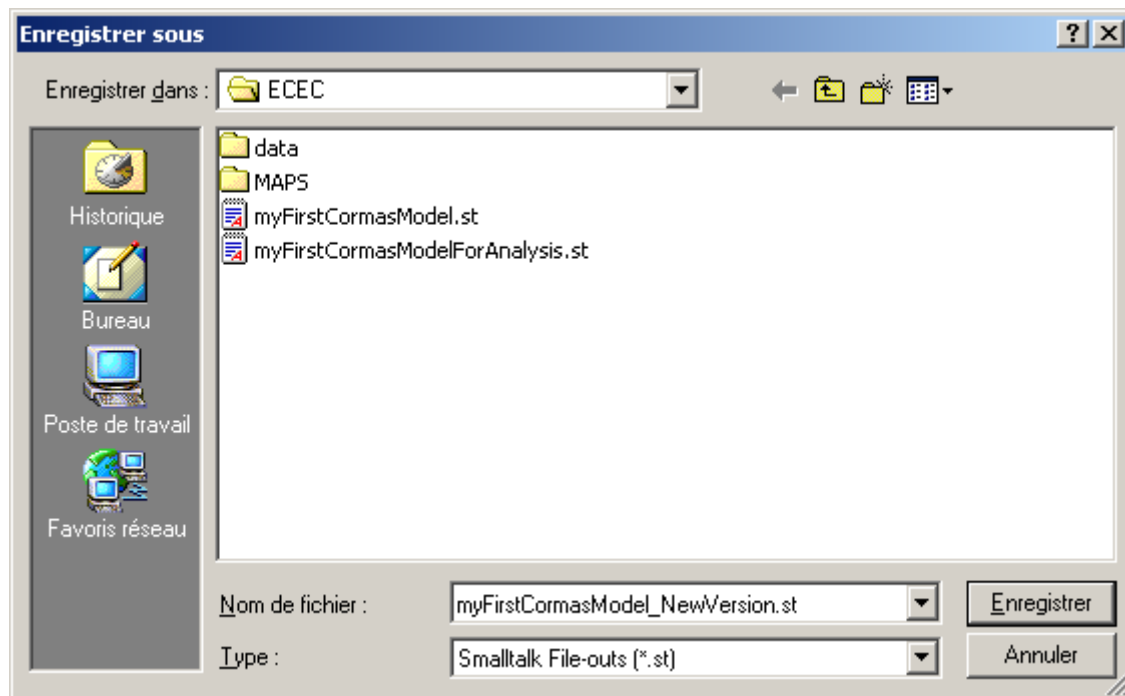 Enregistrer sous
Enregistrer dans : ECEC
data
MAPS
myFirstCormasModel.st
myFirstCormasModelForAnalysis.st
Historique
Bureau
Poste de travail
Favoris réseau
Nom de fichier : myFirstCormasModel_NewVersion.st Enregistrer
Type : Smalltalk File-outs (*.st) Annuler